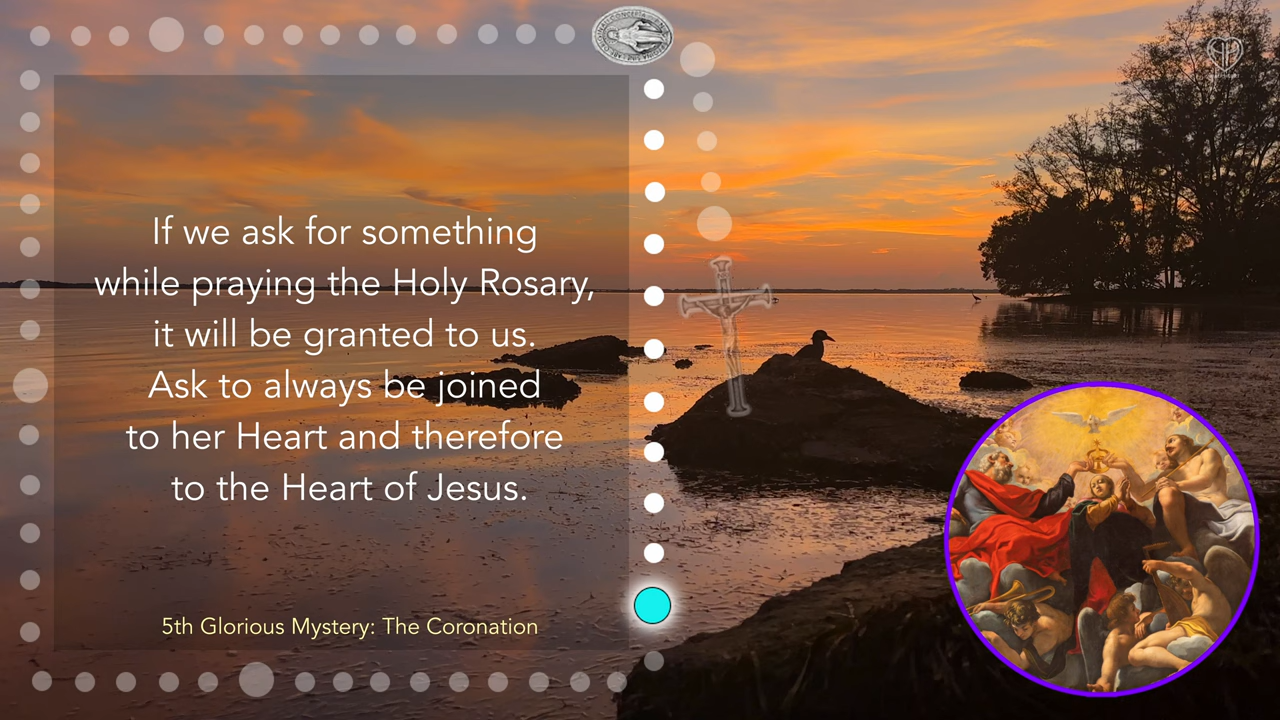 If we ask for something
while praying the Holy Rosary,
it will be granted to us.
Ask to always be joined
to her Heart and therefore
to the Heart of Jesus.
5th Glorious Mystery: The Coronation